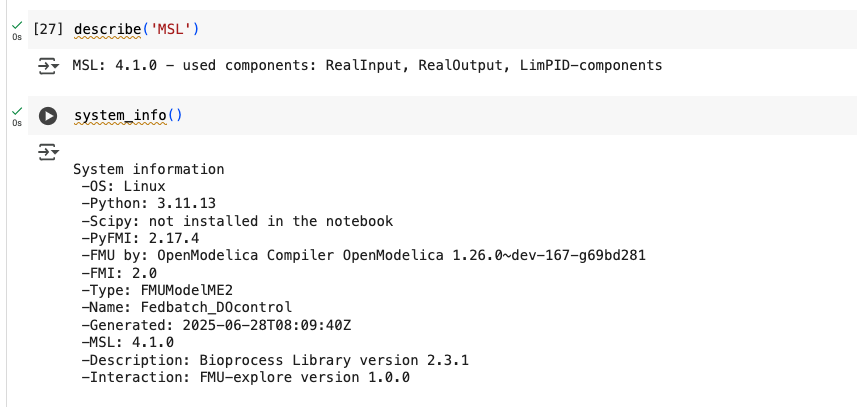 [27] describe('MSL')
0s
MSL: 4.1.0 - used components: RealInput, RealOutput, LimPID-components
system_info()
0s
System information
-OS: Linux
-Python: 3.11.13
-Scipy: not installed in the notebook
-PyFMI: 2.17.4
-FMU by: OpenModelica Compiler OpenModelica 1.26.0~dev-167-g69bd281
-FMI: 2.0
-Type: FMUModelME2
-Name: Fedbatch_DOcontrol
-Generated: 2025-06-28T08:09:40Z
-MSL: 4.1.0
-Description: Bioprocess Library version 2.3.1
-Interaction: FMU-explore version 1.0.0